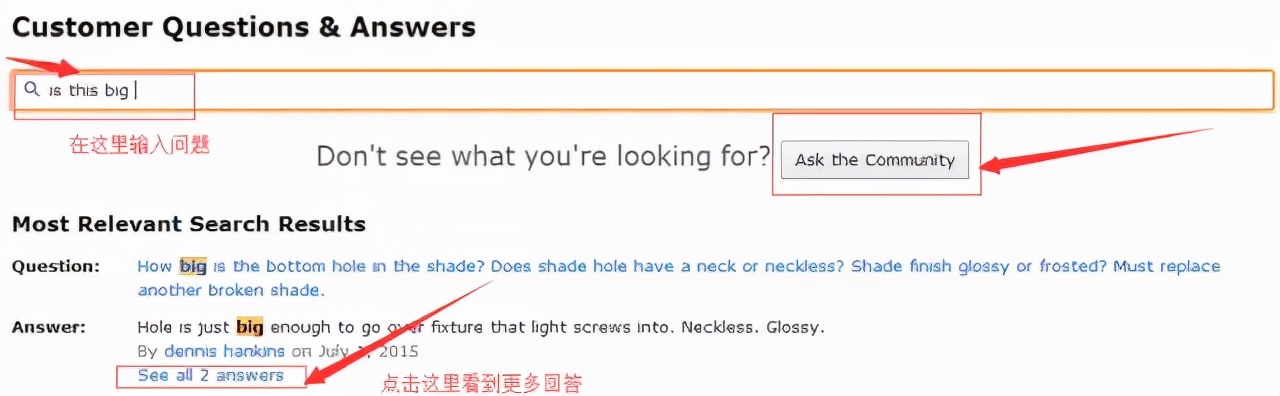 Customer Questions & Answers
is this big
在这里输入问题
Don't see what you're looking for? Ask the Community
Most Relevant Search Results
Question: How big is the bottom hole in the shade? Does shade hole have a neck or neckless? Shade finish glossy or frosted? Must replace
another broken shade.
Answer: Hole is just big enough to go over fixture that light screws into. Neckless. Glossy.
By dennis hankins on July 2015
See all 2 answers
点击这里看到更多回答